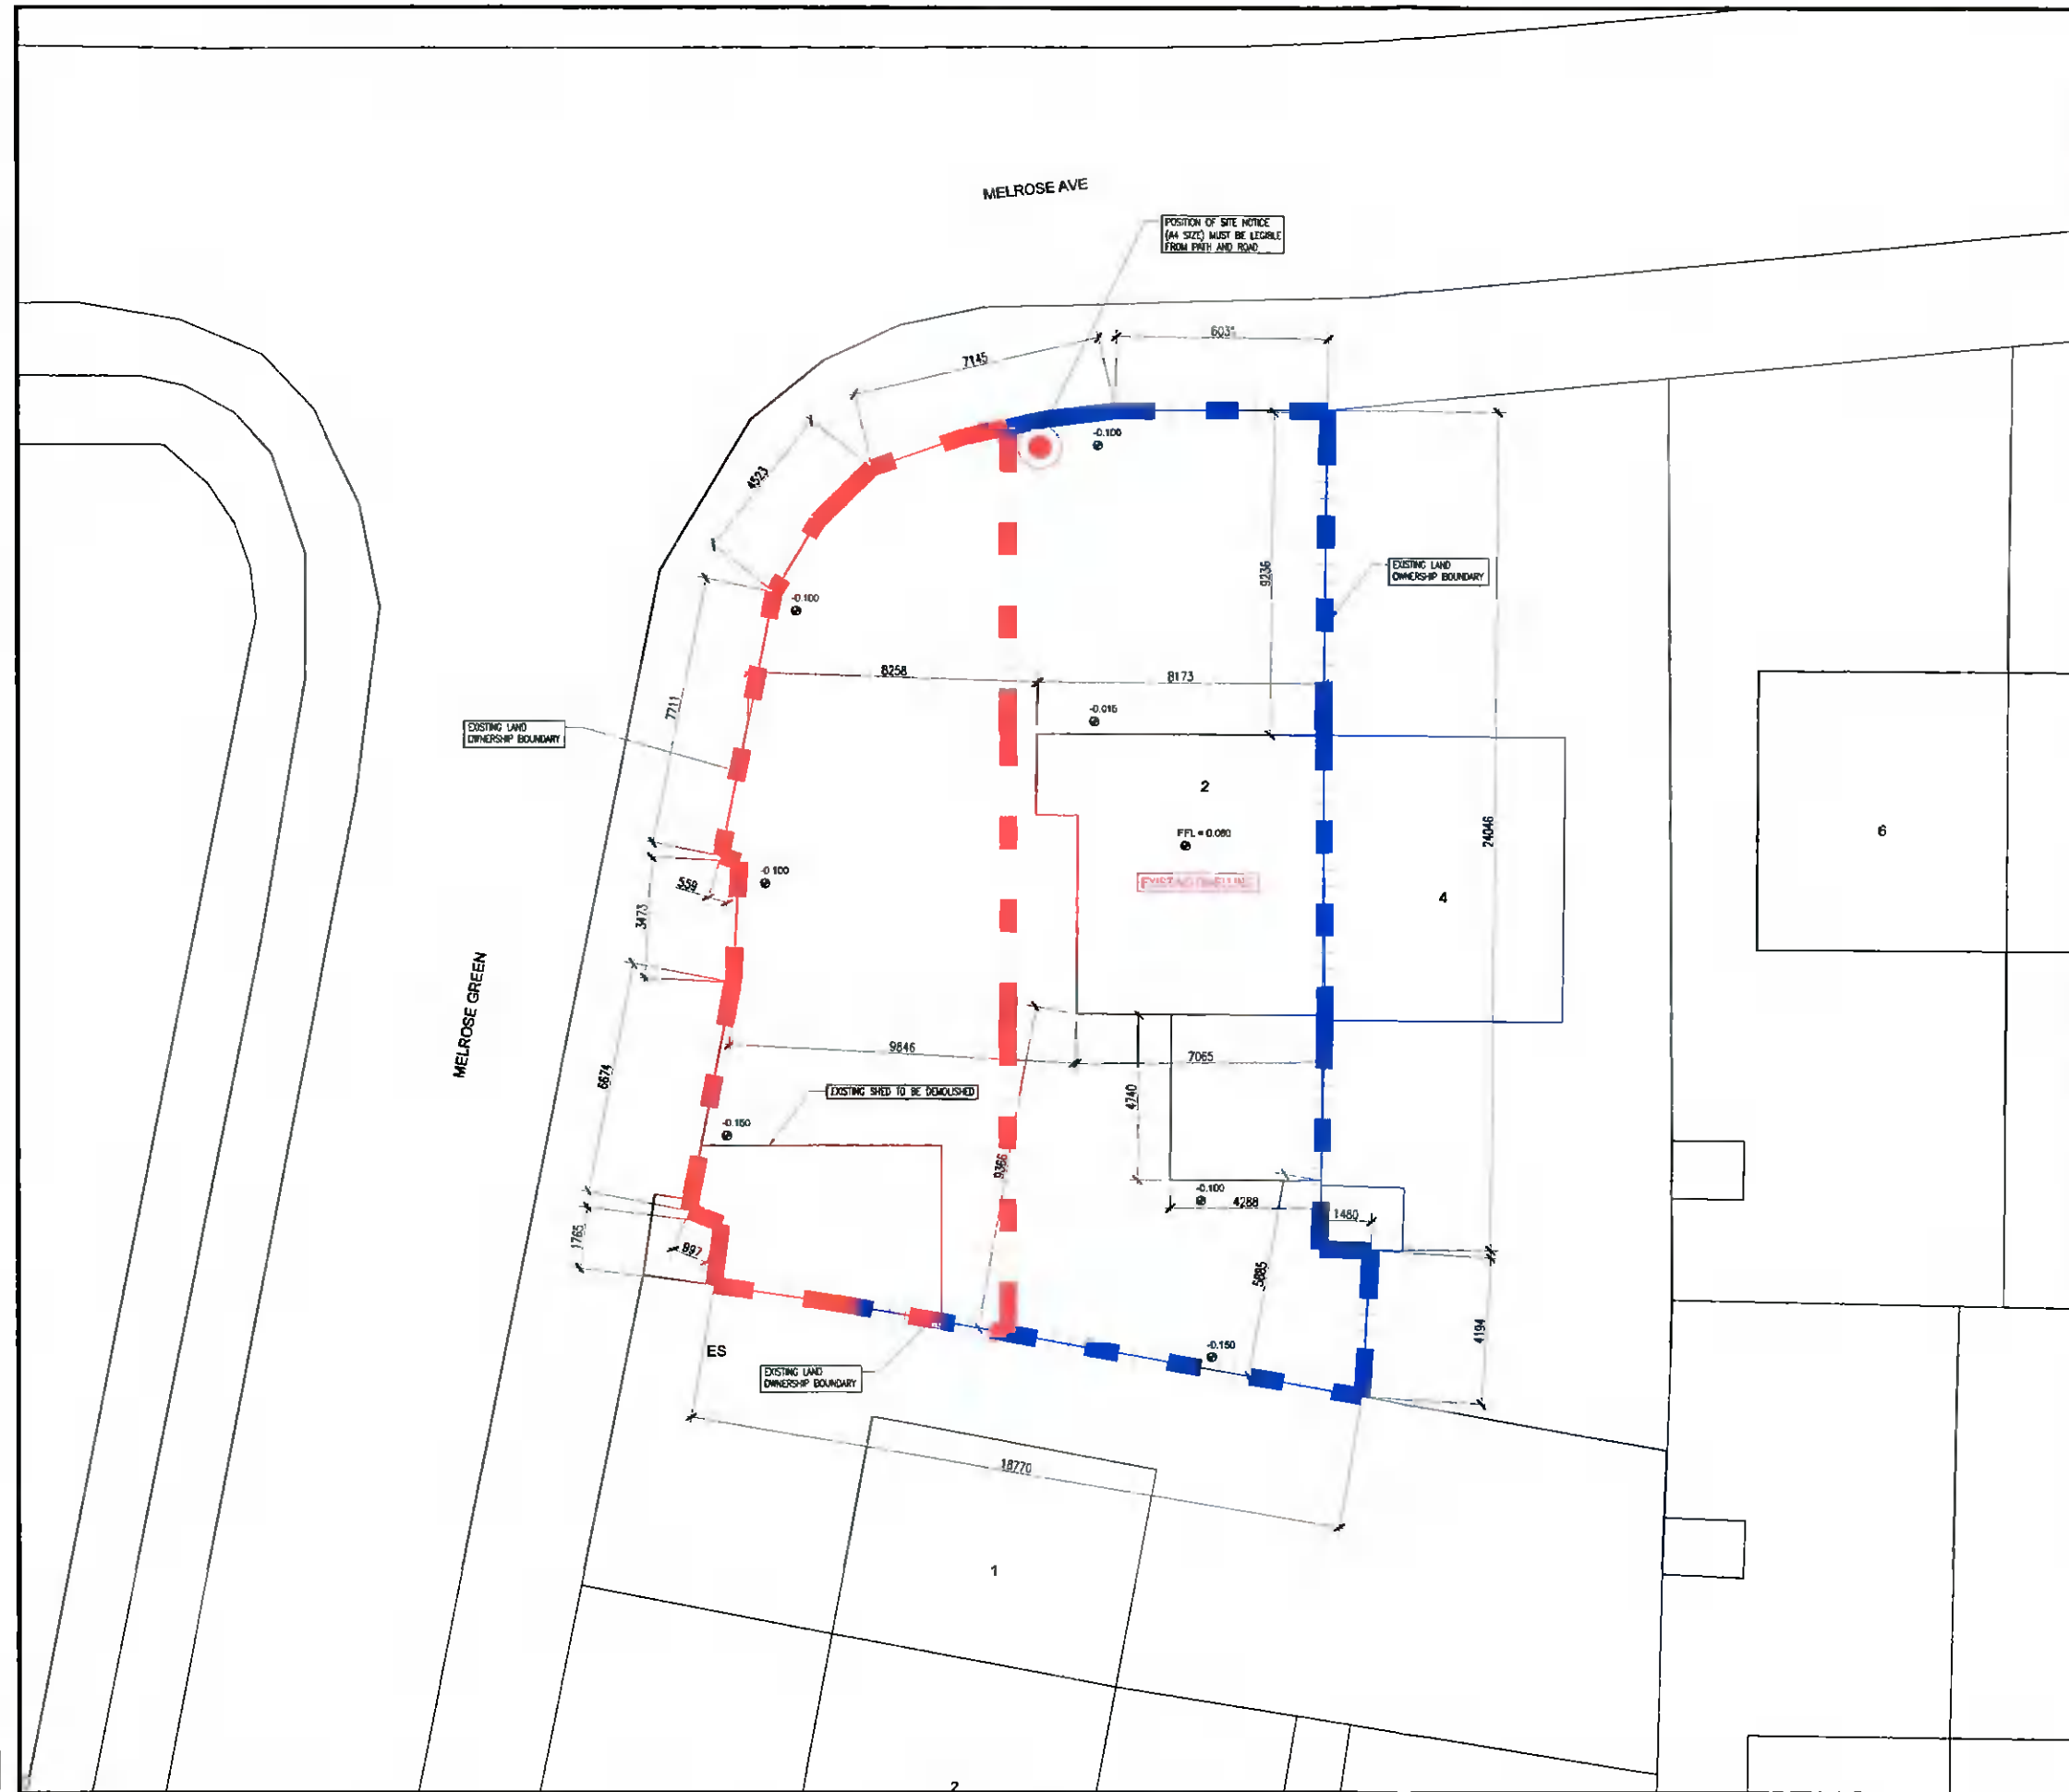 MELROSE AVE
POSITION OF SITE NOTICE
(A4 SIZE) MUST BE LEGIBLE
FROM PATH AND ROAD
7145
-0.100
4523
9236
EXISTING LAND
OWNERSHIP BOUNDARY
-0.100
8258
8173
7711
-0.015
EXISTING LAND
OWNERSHIP BOUNDARY
2
FFL = 0.080
24046
6
EXISTING DWELLING
-0.100
559
4
3473
MELROSE GREEN
9846
7065
6674
EXISTING SHED TO BE DEMOLISHED
4740
-0.150
9366
-0.100
4288
1480
1765
897
5685
4194
ES
-0.150
EXISTING LAND
OWNERSHIP BOUNDARY
18770
1
2